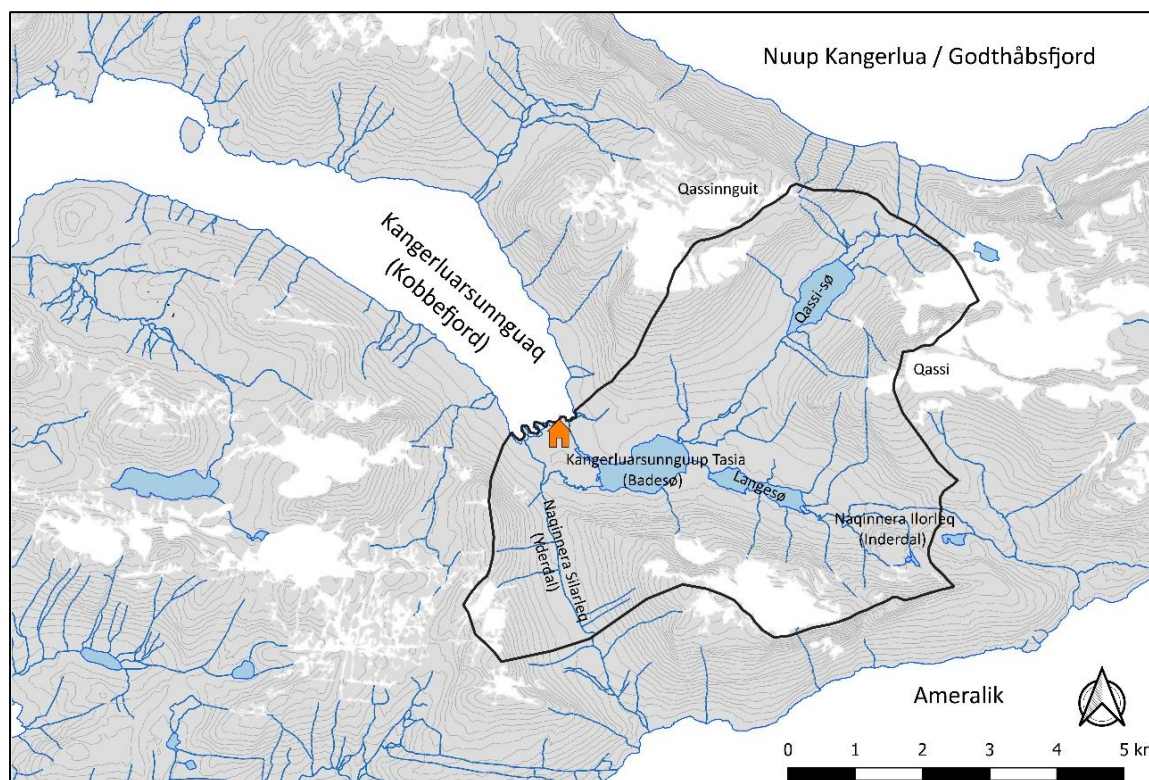 Nuup Kangerlua / Godthåbsfjord
Qassinnguit
Kangerluarsunnguaq
(Kobbefjord)
Qassi-sø
Qassi
Kangerluarsunnguup Tasia
(Badesø)
Langesø
Naqinnera Ilorleq
(Inderdal)
Naqinnera Silarleq
(Yderdal)
Ameralik
0 1 2 3 4 5 km